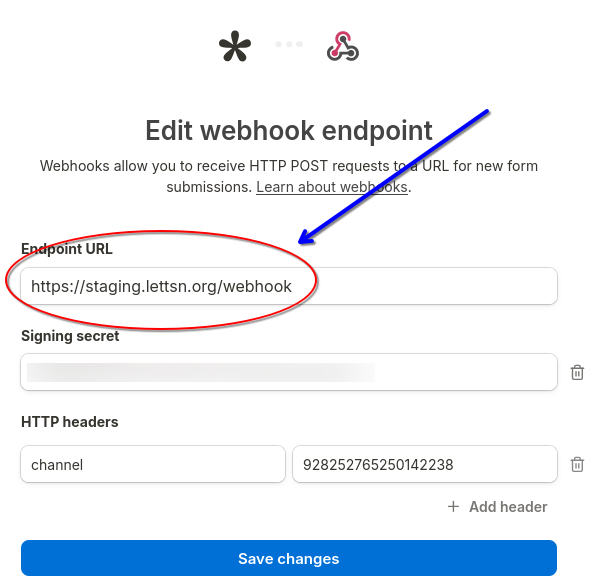 Edit webhook endpoint
Webhooks allow you to receive HTTP POST requests to a URL for new form
submissions. Learn about webhooks.
Endpoint URL
https://staging.lettsn.org/webhook
Signing secret
HTTP headers
channel
928252765250142238
+ Add header
Save changes